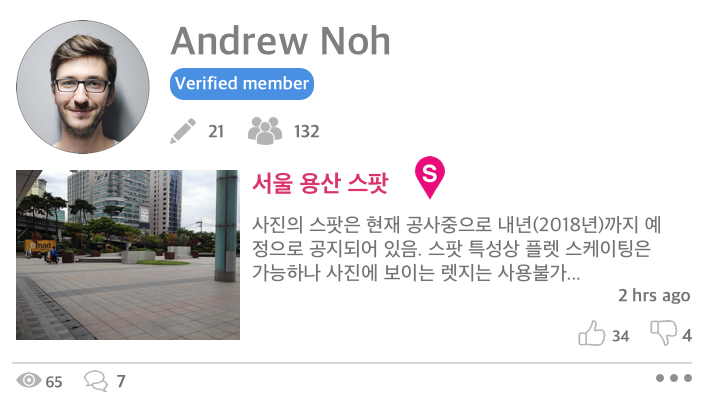 Andrew Noh
Verified member
21 132
서울 용산 스팟 S
사진의 스팟은 현재 공사중으로 내년(2018년)까지 예
정으로 공지되어 있음. 스팟 특성상 플렛 스케이팅은
가능하나 사진에 보이는 렛지는 사용불가...
2 hrs ago
34 4
65 7